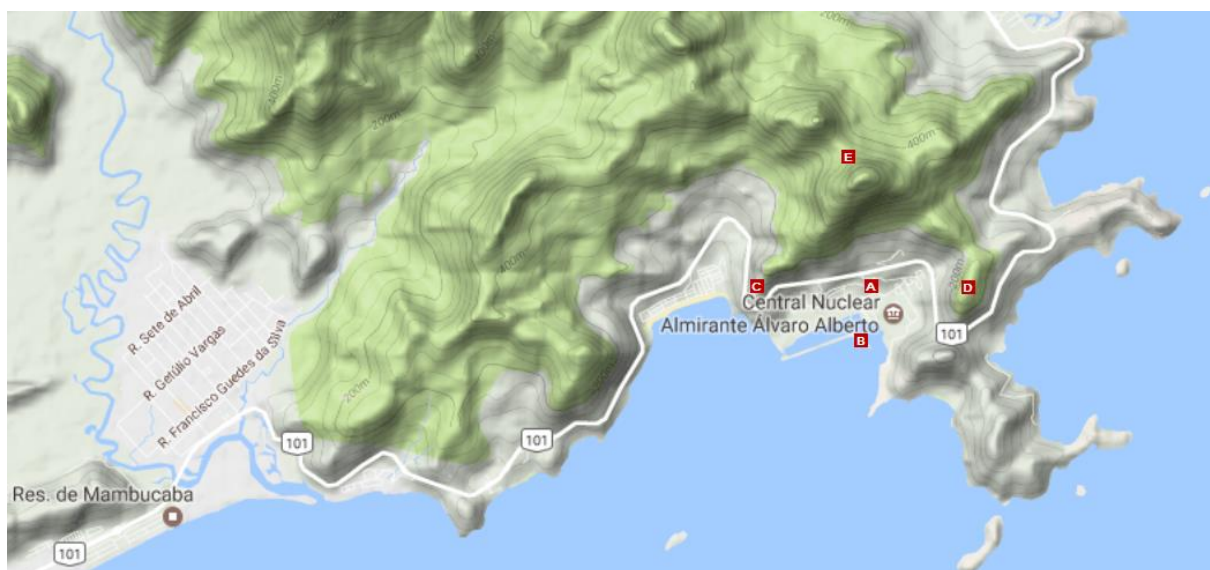 200m
200m
400m
E
400m
C
A
D
200m
Central Nuclear
Almirante Álvaro Alberto
B
101
R. Sete de Abril
R. Getúlio Vargas
R. Francisco Guedes da Silva
400m
200m
101
101
Res. de Mambucaba
101